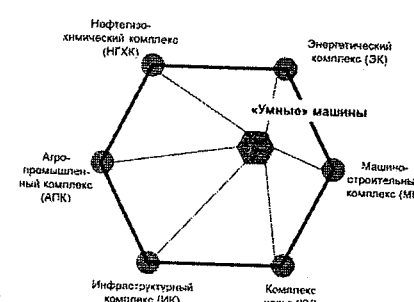 Нефтегазо-
химический комплекс
(НГХК)
Энергетический
комплекс (ЭК)
«Умные» машины
Агро-
промышлен-
ный комплекс
(АПК)
Машино-
строительный
комплекс (М
Инфраструктурный
комплекс (ИК)
Комплекс